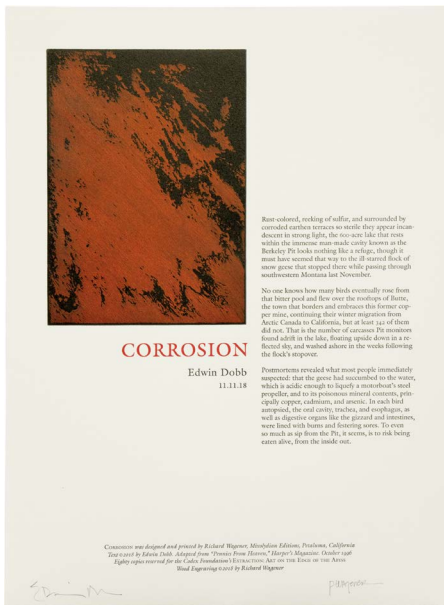 Rust-colored, reeking of sulfur, and surrounded by
corroded earthen terraces so sterile they appear incan-
descent in strong light, the 600-acre lake that rests
within the immense man-made cavity known as the
Berkeley Pit looks nothing like a refuge, though it
must have seemed that way to the ill-starred flock of
snow geese that stopped there while passing through
southwestern Montana last November.
No one knows how many birds eventually rose from
that bitter pool and flew over the rooftops of Butte,
the town that borders and embraces this former cop-
per mine, continuing their winter migration from
Arctic Canada to California, but at least 342 of them
did not. That is the number of carcasses Pit monitors
found adrift in the lake, floating upside down in a re-
flected sky, and washed ashore in the weeks following
the flock's stopover.
Postmortems revealed what most people immediately
suspected: that the geese had succumbed to the water,
which is acidic enough to liquefy a motorboat's steel
propeller, and to its poisonous mineral contents, prin-
cipally copper, cadmium, and arsenic. In each bird
autopsied, the oral cavity, trachea, and esophagus, as
well as digestive organs like the gizzard and intestines,
were lined with burns and festering sores. To even
so much as sip from the Pit, it seems, is to risk being
eaten alive, from the inside out.
CORROSION
Edwin Dobb
11.11.18
Corrosion was designed and printed by Richard Wagener, Mixolydian Editions, Petaluma, California
Text ©2018 by Edwin Dobb. Adapted from "Pennies From Heaven," Harper's Magazine. October 1996
Eighty copies reserved for the Codex Foundation's Extraction Art on the Edge of the Abyss
Wood Engraving ©2018 by Richard Wagener